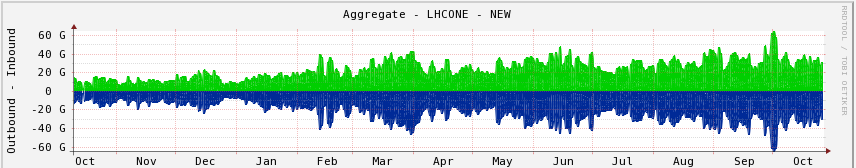 Aggregate - LHCONE - NEW
RRDTOOL / TOBI OETIKER
Outbound - Inbound
60 G
40 G
20 G
0
-20 G
-40 G
-60 G
Oct Nov Dec Jan Feb Mar Apr May Jun Jul Aug Sep Oct